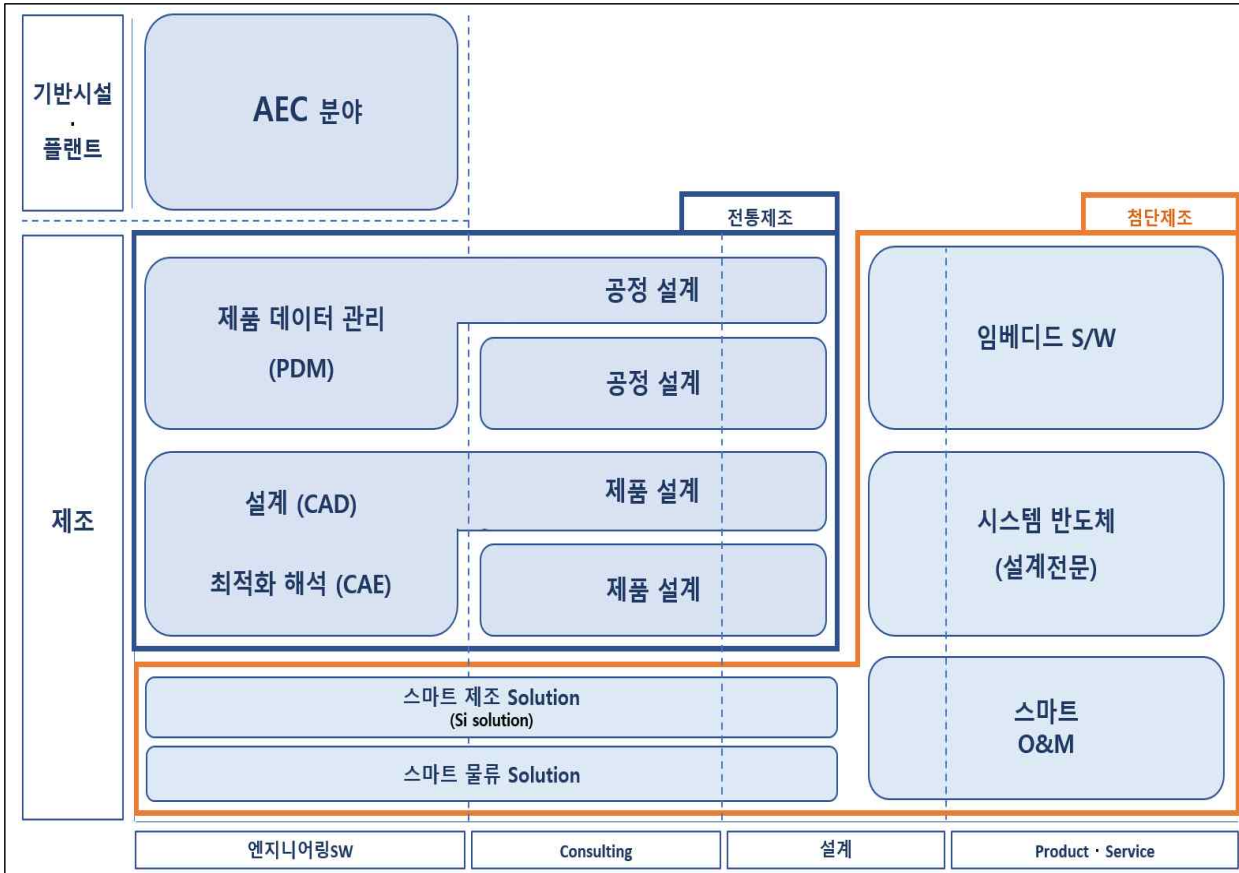 기반시설
·
플랜트
AEC 분야
전통제조
첨단제조
제조
제품 데이터 관리
(PDM)
공정 설계
공정 설계
설계 (CAD)
최적화 해석 (CAE)
제품 설계
제품 설계
임베디드 S/W
시스템 반도체
(설계전문)
스마트
O&M
스마트 제조 Solution
(Si solution)
스마트 물류 Solution
엔지니어링SW
Consulting
설계
Product · Service